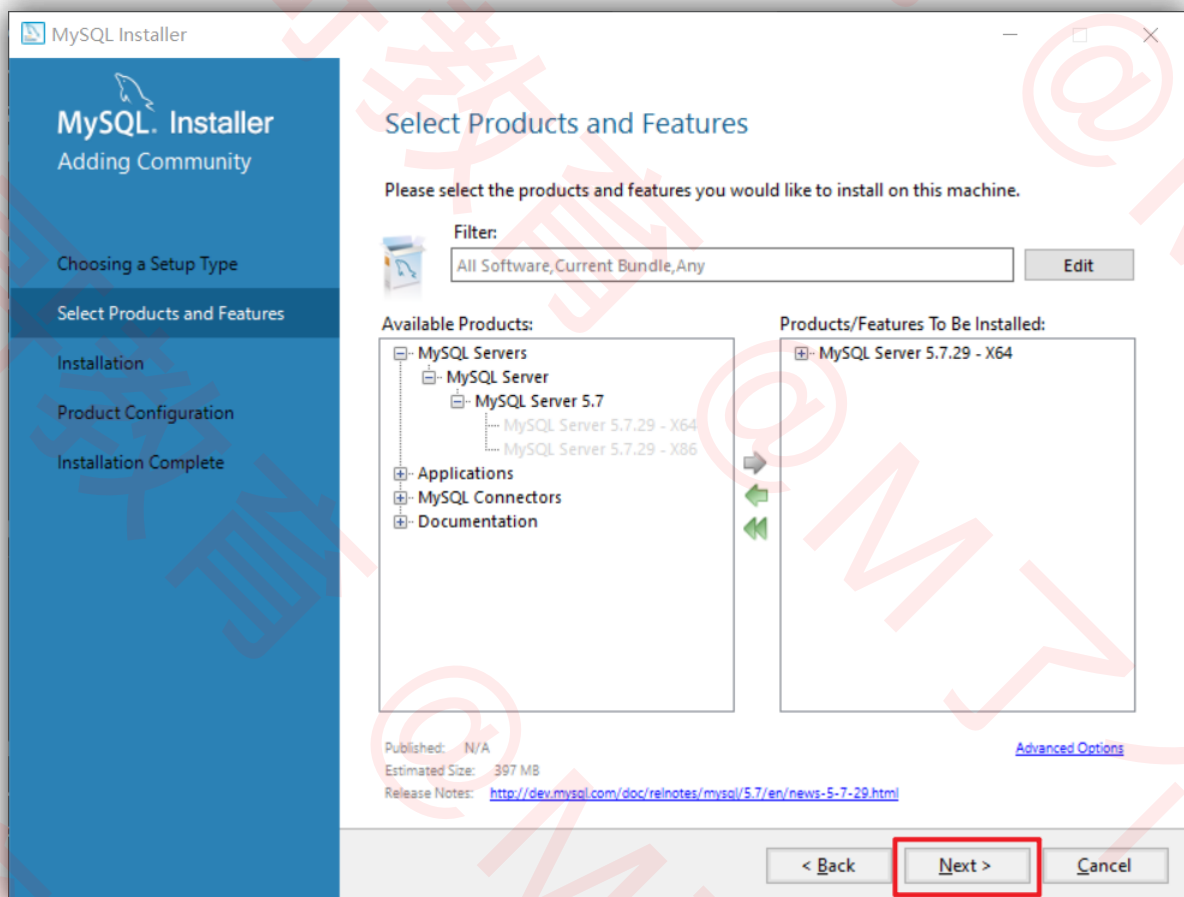 MySQL Installer
MySQL. Installer
Adding Community
Choosing a Setup Type
Select Products and Features
Installation
Product Configuration
Installation Complete
Select Products and Features
Please select the products and features you would like to install on this machine.
Filter:
All Software,Current Bundle,Any
Edit
Available Products:
MySQL Servers
MySQL Server
MySQL Server 5.7
MySQL Server 5.7.29 - X64
MySQL Server 5.7.29 - X86
Applications
MySQL Connectors
Documentation
Products/Features To Be Installed:
MySQL Server 5.7.29 - X64
Published: N/A
Advanced Options
Estimated Size: 397 MB
Release Notes: http://dev.mysql.com/doc/relnotes/mysql/5.7/en/news-5-7-29.html
< Back
Next >
Cancel